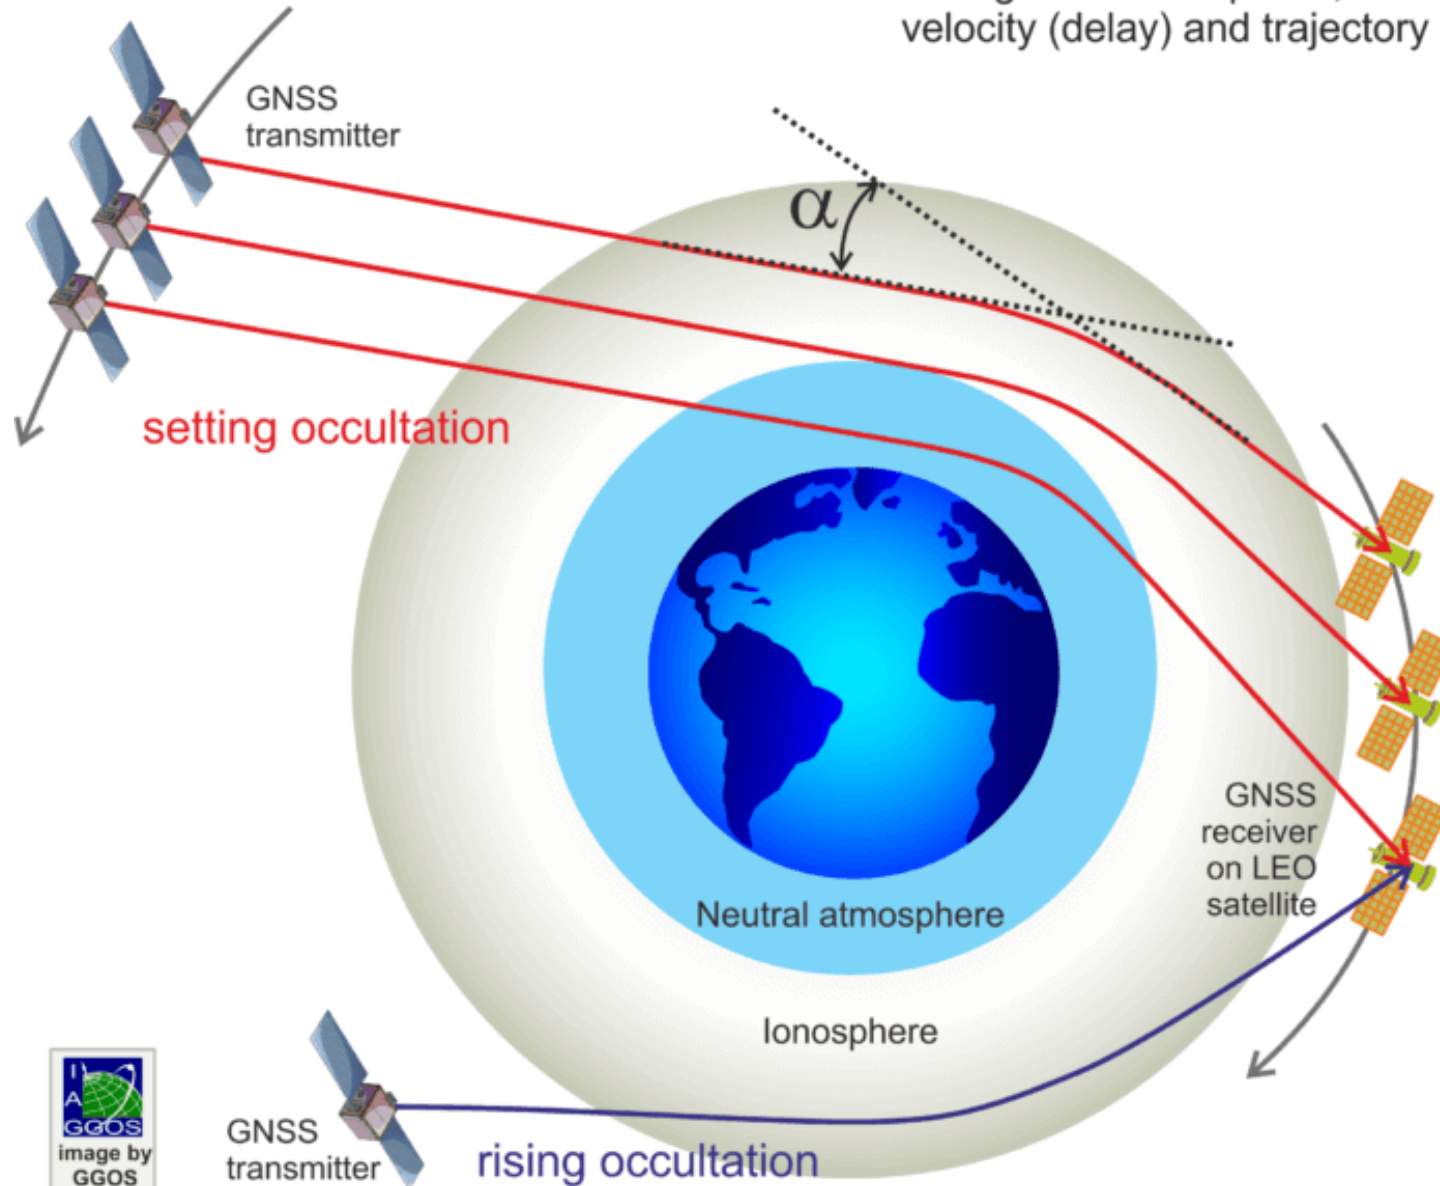 velocity (delay) and trajectory
GNSS
transmitter
α
setting occultation
GNSS
receiver
on LEO
satellite
Neutral atmosphere
Ionosphere
I
A
GGOS
image by
GGOS
GNSS
transmitter
rising occultation